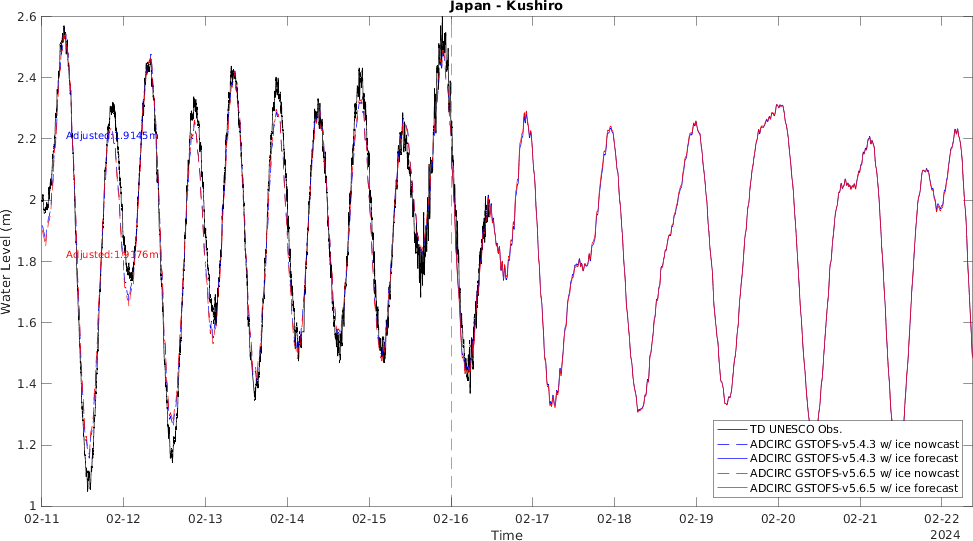 Japan - Kushiro
2.6
2.4
2.2
2
1.8
1.6
1.4
1.2
1
Water Level (m)
Adjusted:1.9145m
Adjusted:1.9176m
TD UNESCO Obs.
ADCIRC GSTOFS-v5.4.3 w/ ice nowcast
ADCIRC GSTOFS-v5.4.3 w/ ice forecast
ADCIRC GSTOFS-v5.6.5 w/ ice nowcast
ADCIRC GSTOFS-v5.6.5 w/ ice forecast
02-11 02-12 02-13 02-14 02-15 02-16 02-17 02-18 02-19 02-20 02-21 02-22
2024
Time